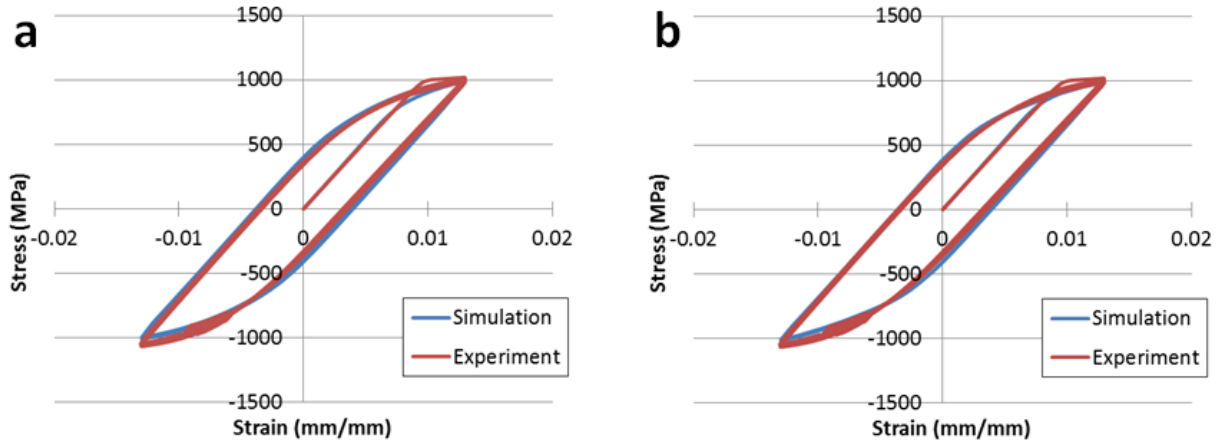 a
1500
1000
500
0
-500
-1000
-1500
-0.02
-0.01
0
0.01
0.02
Stress (MPa)
Strain (mm/mm)
Simulation
Experiment
b
1500
1000
500
0
-500
-1000
-1500
-0.02
-0.01
0
0.01
0.02
Stress (MPa)
Strain (mm/mm)
Simulation
Experiment